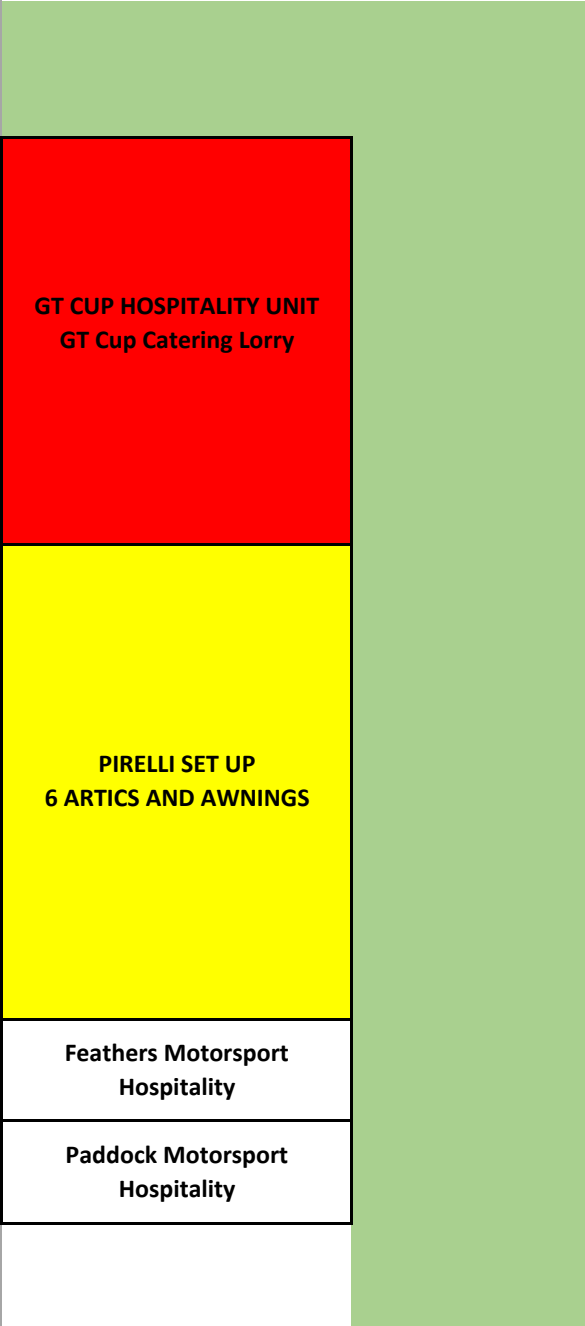 GT CUP HOSPITALITY UNIT
GT Cup Catering Lorry
PIRELLI SET UP
6 ARTICS AND AWNINGS
Feathers Motorsport
Hospitality
Paddock Motorsport
Hospitality